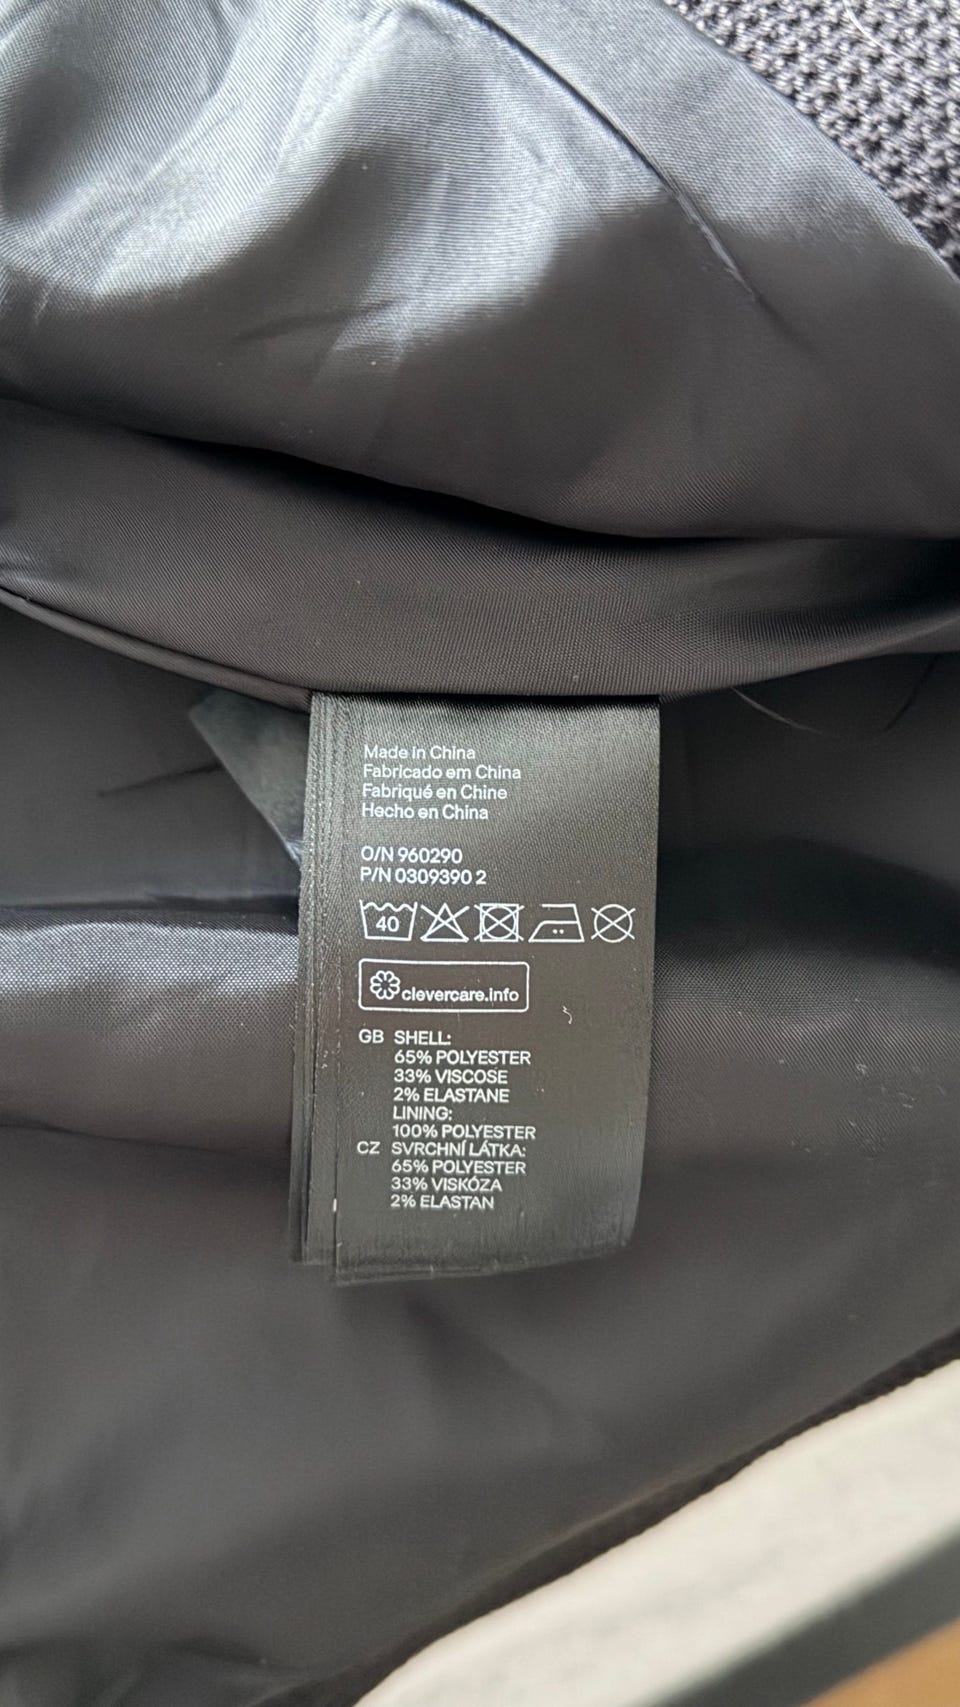 Made in China
Fabricado em China
Fabriqué en Chine
Hecho en China
O/N 960290
P/N 0309390 2
40
clevercare.info
GB SHELL:
65% POLYESTER
33% VISCOSE
2% ELASTANE
LINING:
100% POLYESTER
CZ SVRCHNÍ LÁTKA:
65% POLYESTER
33% VISKÓZA
2% ELASTAN